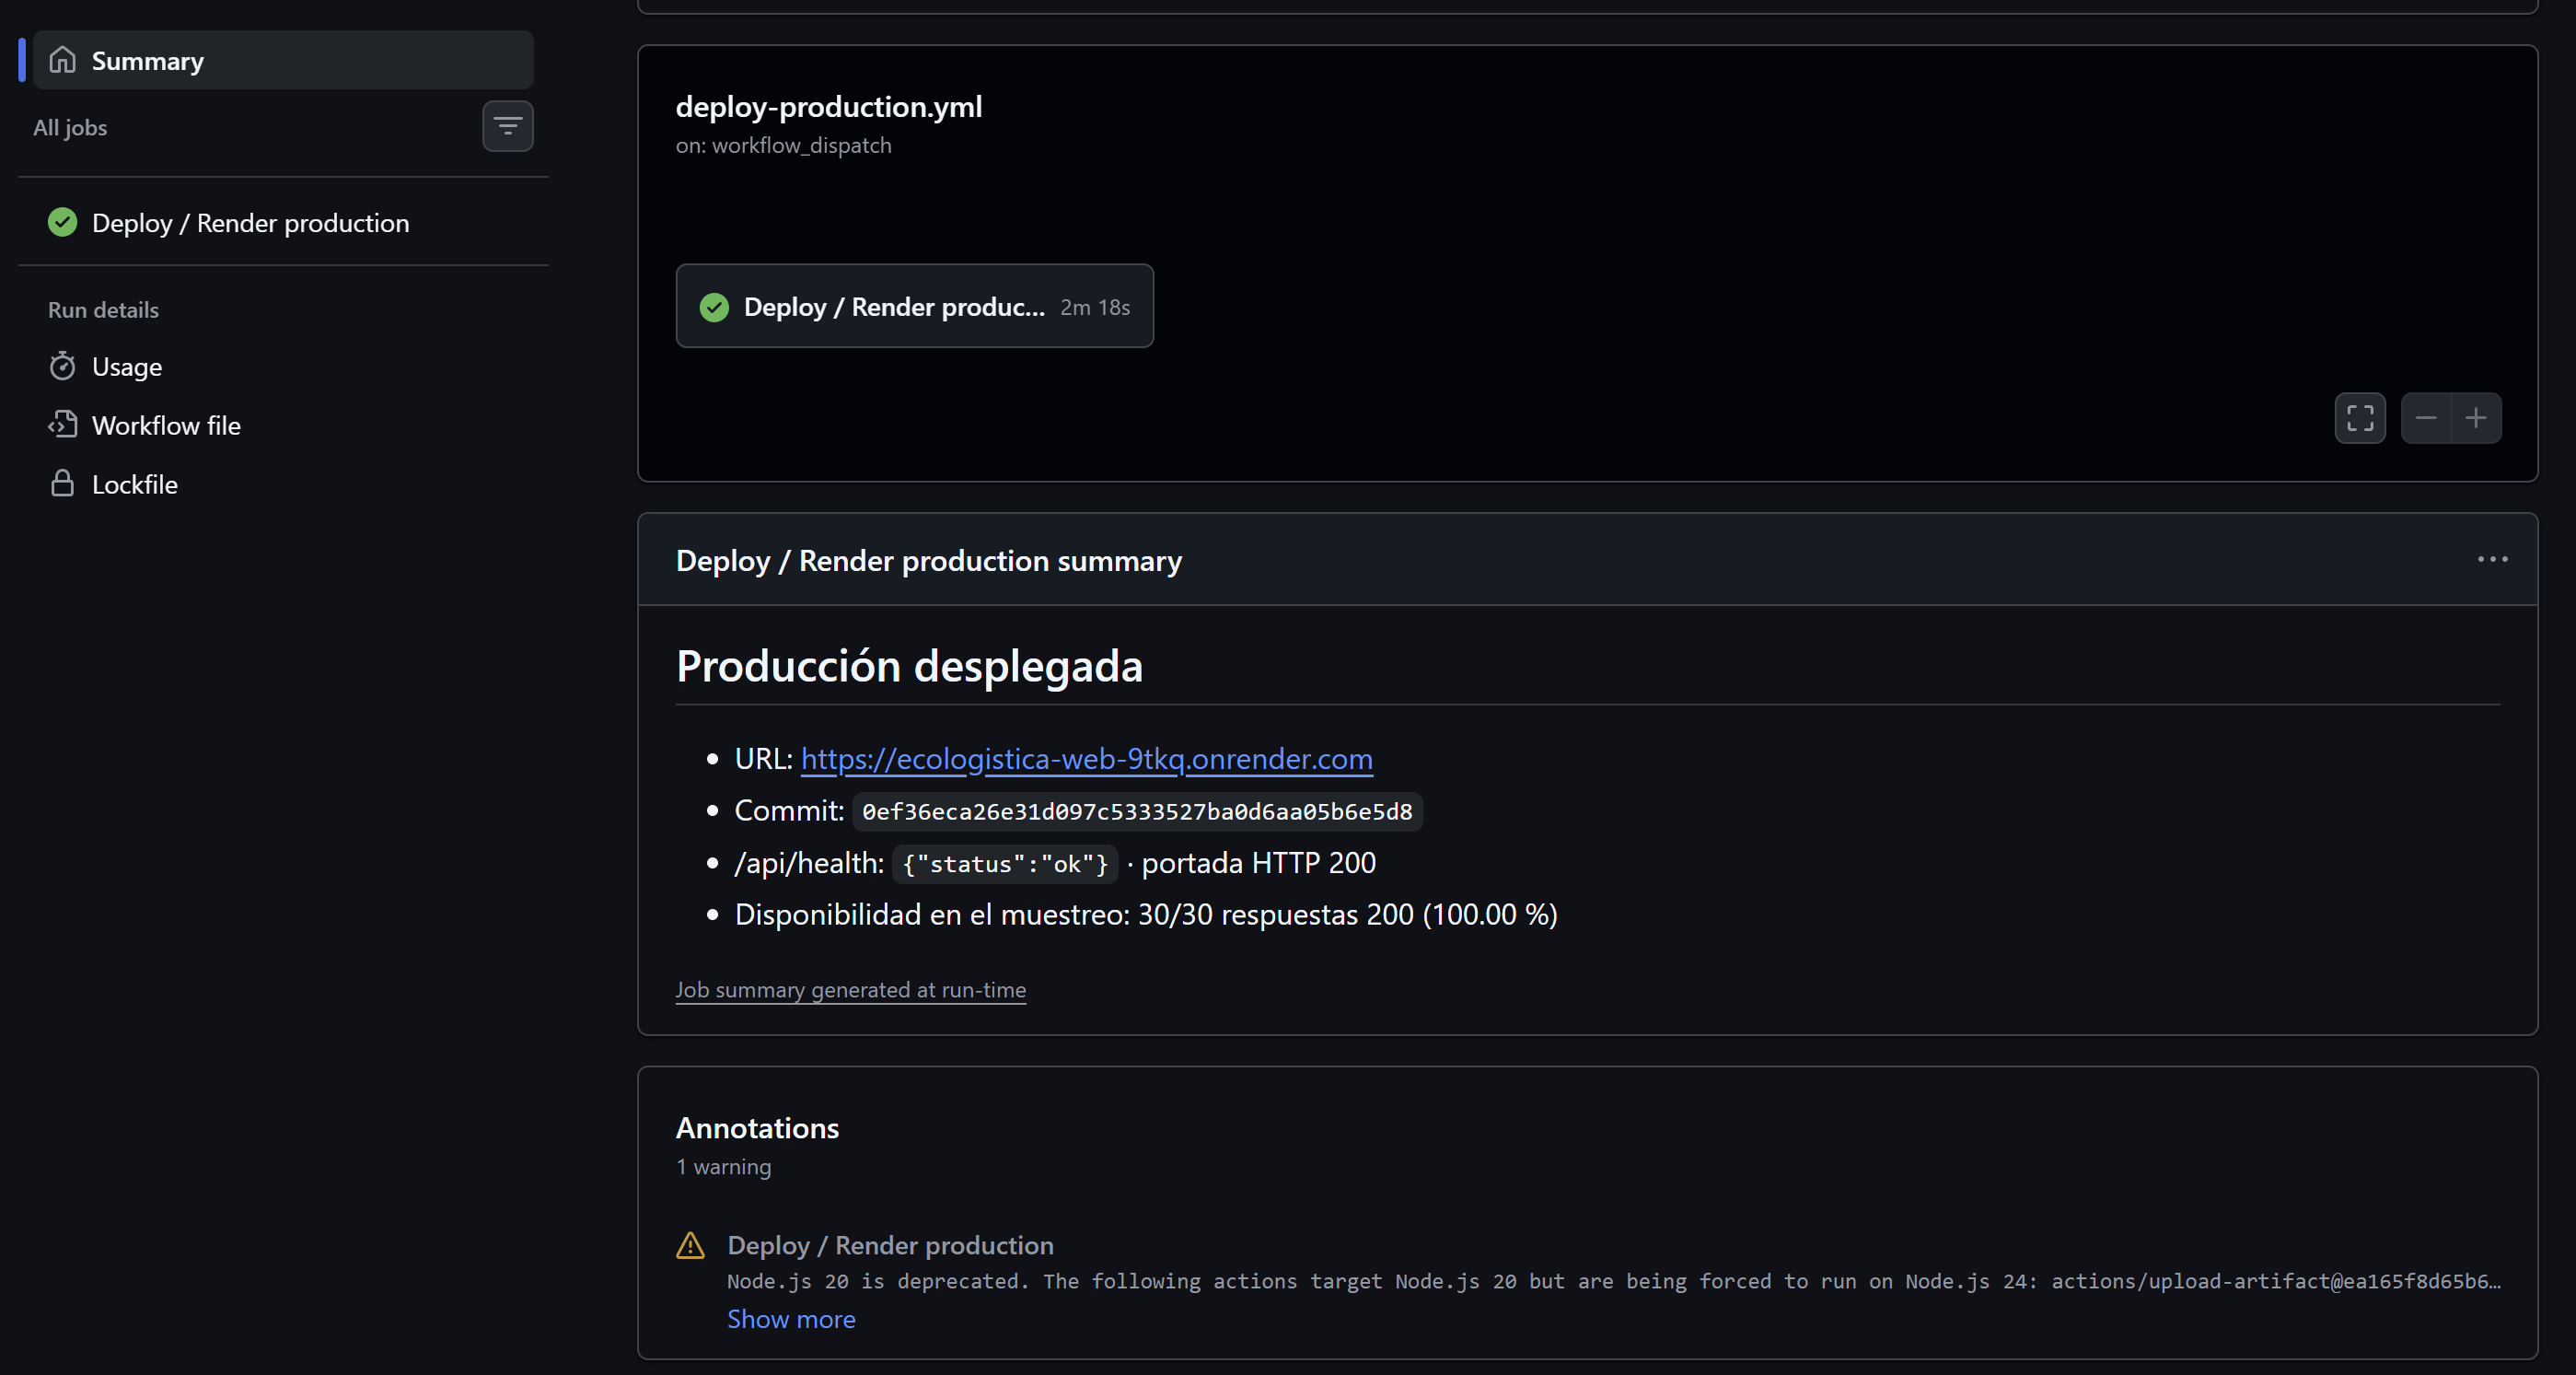 Summary
All jobs
Deploy / Render production
Run details
Usage
Workflow file
Lockfile
deploy-production.yml
on: workflow_dispatch
Deploy / Render produc... 2m 18s
Deploy / Render production summary
Producción desplegada
URL: https://ecologistica-web-9tkq.onrender.com
Commit: 0ef36eca26e31d097c5333527ba0d6aa05b6e5d8
/api/health: {"status":"ok"} · portada HTTP 200
Disponibilidad en el muestreo: 30/30 respuestas 200 (100.00 %)
Job summary generated at run-time
Annotations
1 warning
Deploy / Render production
Node.js 20 is deprecated. The following actions target Node.js 20 but are being forced to run on Node.js 24: actions/upload-artifact@ea165f8d65b6…
Show more